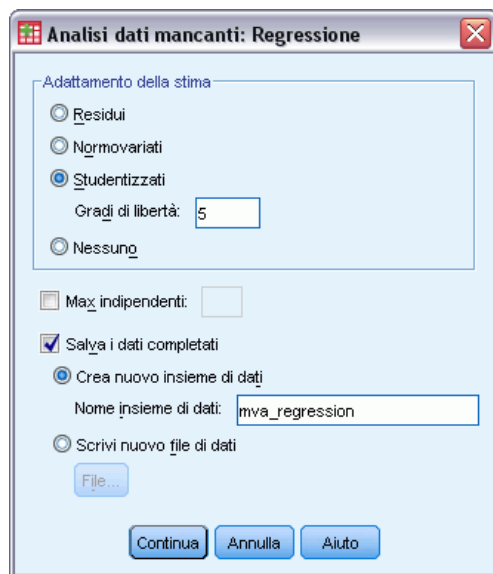 Analisi dati mancanti: Regressione
Adattamento della stima
Residui
Normovariati
Studentizzati
Gradi di libertà: 5
Nessuno
Max indipendenti:
Salva i dati completati
Crea nuovo insieme di dati
Nome insieme di dati: mva_regression
Scrivi nuovo file di dati
File...
Continua Annulla Aiuto